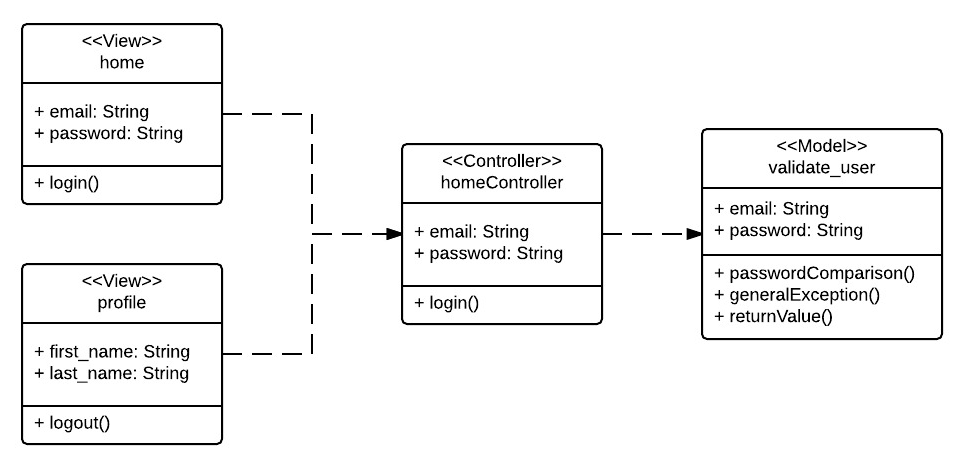 <<View>>
home
+ email: String
+ password: String
+ login()
<<View>>
profile
+ first_name: String
+ last_name: String
+ logout()
<<Controller>>
homeController
+ email: String
+ password: String
+ login()
<<Model>>
validate_user
+ email: String
+ password: String
+ passwordComparison()
+ generalException()
+ returnValue()